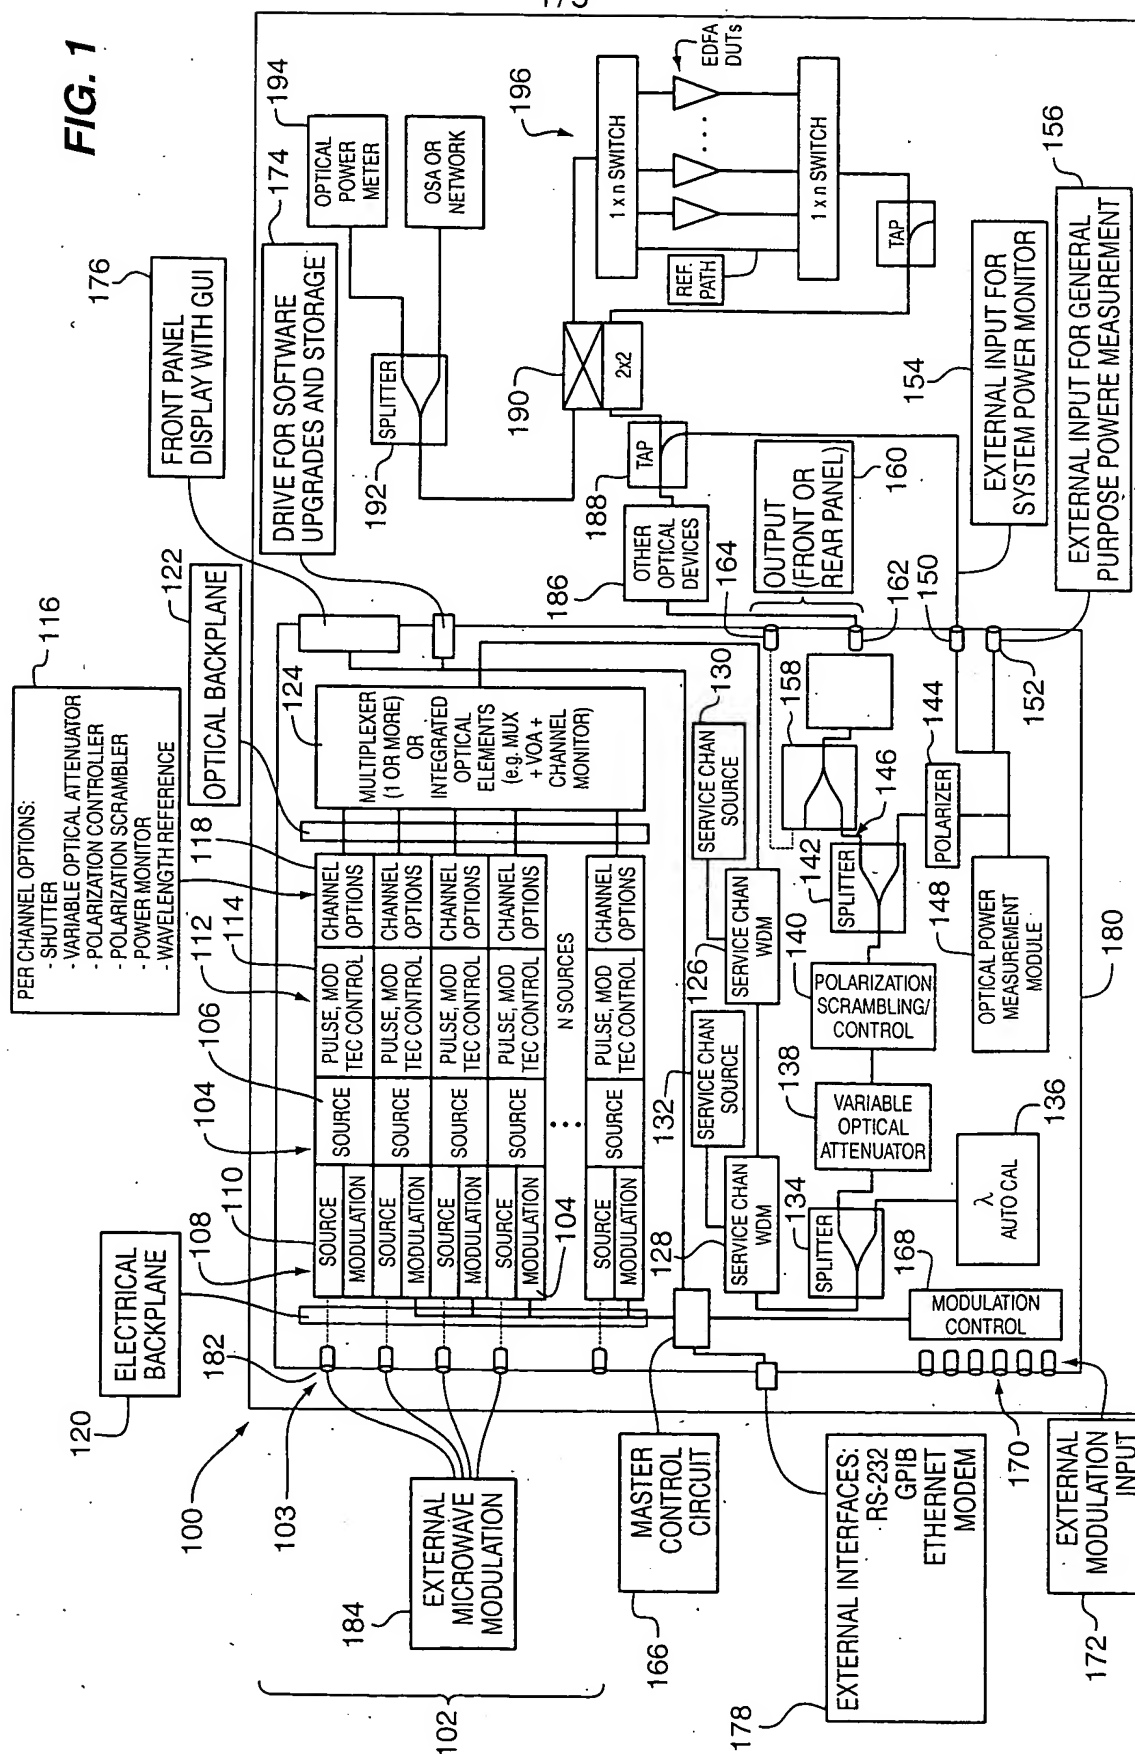 FIG. 1
PER CHANNEL OPTIONS:
- SHUTTER
- VARIABLE OPTICAL ATTENUATOR
- POLARIZATION CONTROLLER
- POLARIZATION SCRAMBLER
- POWER MONITOR
- WAVELENGTH REFERENCE
116
OPTICAL BACKPLANE
122
FRONT PANEL
DISPLAY WITH GUI
176
DRIVE FOR SOFTWARE
UPGRADES AND STORAGE
174
OPTICAL
POWER
METER
194
OSA OR
NETWORK
SPLITTER
192
190
2x2
196
1 x n SWITCH
EDFA
DUTs
REF.
PATH
1 x n SWITCH
TAP
TAP
188
OTHER
OPTICAL
DEVICES
186
OUTPUT
(FRONT OR
REAR PANEL)
160
164
162
150
152
EXTERNAL INPUT FOR
SYSTEM POWER MONITOR
154
EXTERNAL INPUT FOR GENERAL
PURPOSE POWERE MEASUREMENT
156
ELECTRICAL
BACKPLANE
120
100
103
182
108
110
104
106
112
114
118
124
SOURCE
MODULATION
SOURCE
PULSE, MOD
TEC CONTROL
CHANNEL
OPTIONS
SOURCE
MODULATION
SOURCE
PULSE, MOD
TEC CONTROL
CHANNEL
OPTIONS
SOURCE
MODULATION
SOURCE
PULSE, MOD
TEC CONTROL
CHANNEL
OPTIONS
SOURCE
MODULATION
SOURCE
PULSE, MOD
TEC CONTROL
CHANNEL
OPTIONS
104
N SOURCES
SOURCE
MODULATION
SOURCE
PULSE, MOD
TEC CONTROL
CHANNEL
OPTIONS
MULTIPLEXER
(1 OR MORE)
OR
INTEGRATED
OPTICAL
ELEMENTS
(e.g. MUX
+ VOA +
CHANNEL
MONITOR)
EXTERNAL
MICROWAVE
MODULATION
184
102
MASTER
CONTROL
CIRCUIT
166
EXTERNAL INTERFACES:
RS-232
GPIB
ETHERNET
MODEM
178
EXTERNAL
MODULATION
INPUT
172
170
MODULATION
CONTROL
168
SERVICE CHAN
WDM
128
SERVICE CHAN
SOURCE
132
SERVICE CHAN
WDM
126
SERVICE CHAN
SOURCE
130
SPLITTER
134
λ
AUTO CAL
136
VARIABLE
OPTICAL
ATTENUATOR
138
POLARIZATION
SCRAMBLING/
CONTROL
140
SPLITTER
142
146
158
POLARIZER
144
OPTICAL POWER
MEASUREMENT
MODULE
148
180